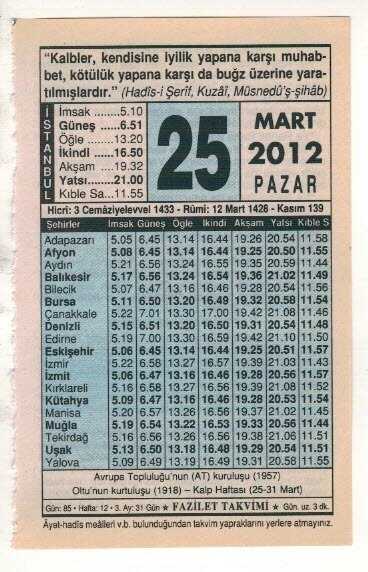 "Kalbler, kendisine iyilik yapana karşı muhab-
bet, kötülük yapana karşı da buğz üzerine yara-
tılmışlardır." (Hadîs-i Şerîf, Kuzâî, Müsnedü'ş-şihâb)
İSTANBUL
İmsak.......5.10
Güneş......6.51
Öğle........13.20
İkindi......16.50
Akşam....19.32
Yatsı.......21.00
Kıble Sa...11.55
25
MART
2012
PAZAR
Hicrî: 3 Cemâziyelevvel 1433 - Rûmi: 12 Mart 1428 - Kasım 139
Şehirler İmsak Güneş Öğle İkindi Akşam Yatsı Kıble S
Adapazarı 5.05 6.45 13.14 16.44 19.26 20.54 11.58
Afyon 5.08 6.45 13.14 16.44 19.25 20.50 11.55
Aydın 5.21 6.56 13.24 16.55 19.35 20.59 11.44
Balıkesir 5.17 6.56 13.24 16.54 19.36 21.02 11.49
Bilecik 5.07 6.47 13.16 16.46 19.28 20.54 11.56
Bursa 5.11 6.50 13.20 16.49 19.32 20.58 11.54
Çanakkale 5.22 7.01 13.30 17.00 19.42 21.08 11.46
Denizli 5.15 6.51 13.20 16.50 19.31 20.54 11.48
Edirne 5.19 7.00 13.30 16.59 19.42 21.10 11.50
Eskişehir 5.06 6.45 13.14 16.44 19.25 20.51 11.57
İzmir 5.22 6.58 13.27 16.57 19.39 21.03 11.43
İzmit 5.06 6.47 13.16 16.46 19.28 20.56 11.57
Kırklareli 5.16 6.58 13.27 16.56 19.39 21.08 11.52
Kütahya 5.09 6.47 13.16 16.46 19.28 20.53 11.54
Manisa 5.20 6.57 13.26 16.56 19.37 21.02 11.45
Muğla 5.19 6.54 13.22 16.53 19.33 20.56 11.44
Tekirdağ 5.16 6.56 13.26 16.56 19.38 21.06 11.51
Uşak 5.13 6.50 13.18 16.48 19.29 20.54 11.51
Yalova 5.09 6.49 13.19 16.49 19.31 20.58 11.55
Avrupa Topluluğu'nun (AT) kuruluşu (1957)
Oltu'nun kurtuluşu (1918) – Kalp Haftası (25-31 Mart)
Gün: 85 • Hafta: 12 • 3. Ay: 31 Gün ★ FAZİLET TAKVİMİ ★ Gün. uz. 3 dk.
Âyet-hadîs meâlleri v.b. bulunduğundan takvim yapraklarını yerlere atmayınız.